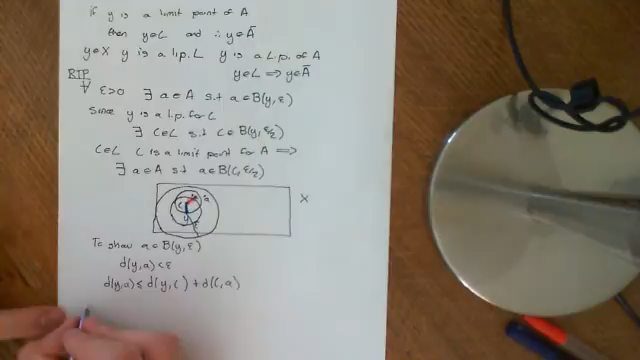 if y is a limit point of A
then y∈L and ∴ y∈Ā
y∈X y is a l.p. L y is a L.p. of A
y∈L ⟹ y∈Ā
RTP
∀ ε>0 ∃ a∈A s.t a∈B(y,ε)
Since y is a l.p. for L
∃ C∈L s.t C∈B(y,ε/2)
C∈L C is a limit point for A ⟹
∃ a∈A st a∈B(C,ε/2)
X
C
a
y
To show a∈B(y,ε)
d(y,a)<ε
d(y,a) ≤ d(y,C) + d(C,a)